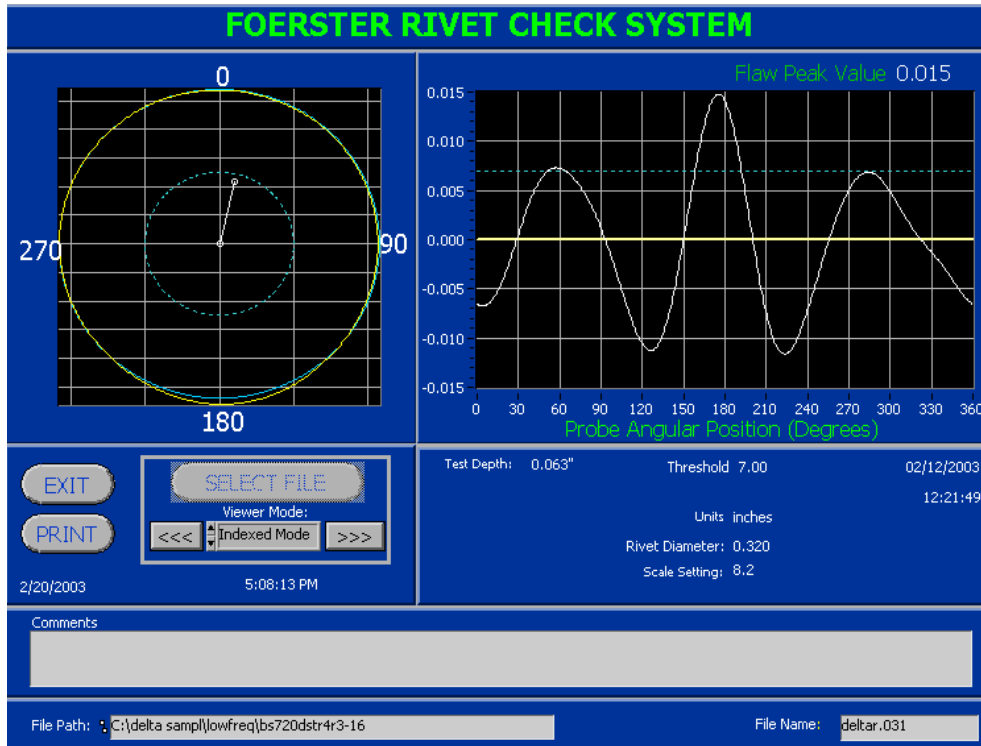 FOERSTER RIVET CHECK SYSTEM
0
270
90
180
Flaw Peak Value 0.015
0.015
0.010
0.005
0.000
-0.005
-0.010
-0.015
0 30 60 90 120 150 180 210 240 270 300 330 360
Probe Angular Position (Degrees)
EXIT
PRINT
SELECT FILE
Viewer Mode:
<<< Indexed Mode >>>
2/20/2003 5:08:13 PM
Test Depth: 0.063" Threshold 7.00 02/12/2003
12:21:49
Units inches
Rivet Diameter: 0.320
Scale Setting: 8.2
Comments
File Path: C:\delta sampl\lowfreq\bs720dstr4r3-16 File Name: deltar.031